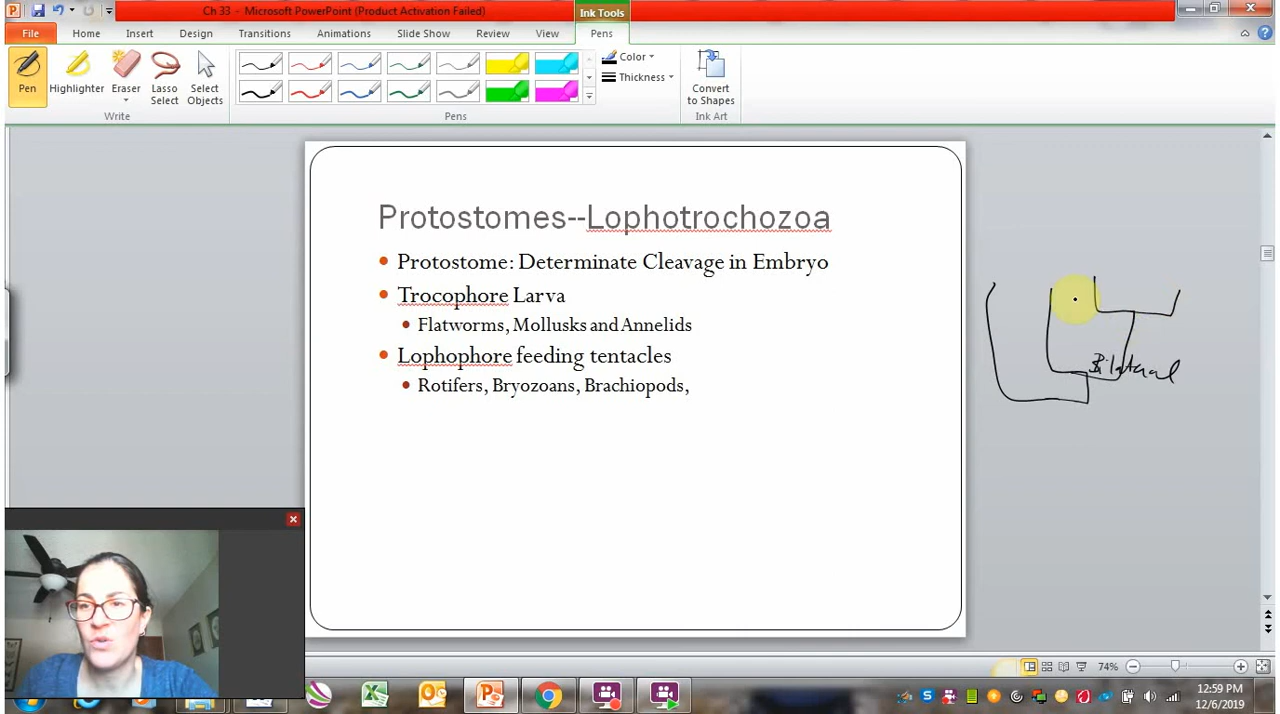 Ch 33 - Microsoft PowerPoint (Product Activation Failed)
Ink Tools
File Home Insert Design Transitions Animations Slide Show Review View Pens
Pen Highlighter Eraser Lasso Select Select Objects
Color
Thickness
Convert to Shapes
Write Pens Ink Art
Protostomes--Lophotrochozoa
Protostome: Determinate Cleavage in Embryo
Trocophore Larva
Flatworms, Mollusks and Annelids
Lophophore feeding tentacles
Rotifers, Bryozoans, Brachiopods,
Bilateral
74%
12:59 PM
12/6/2019